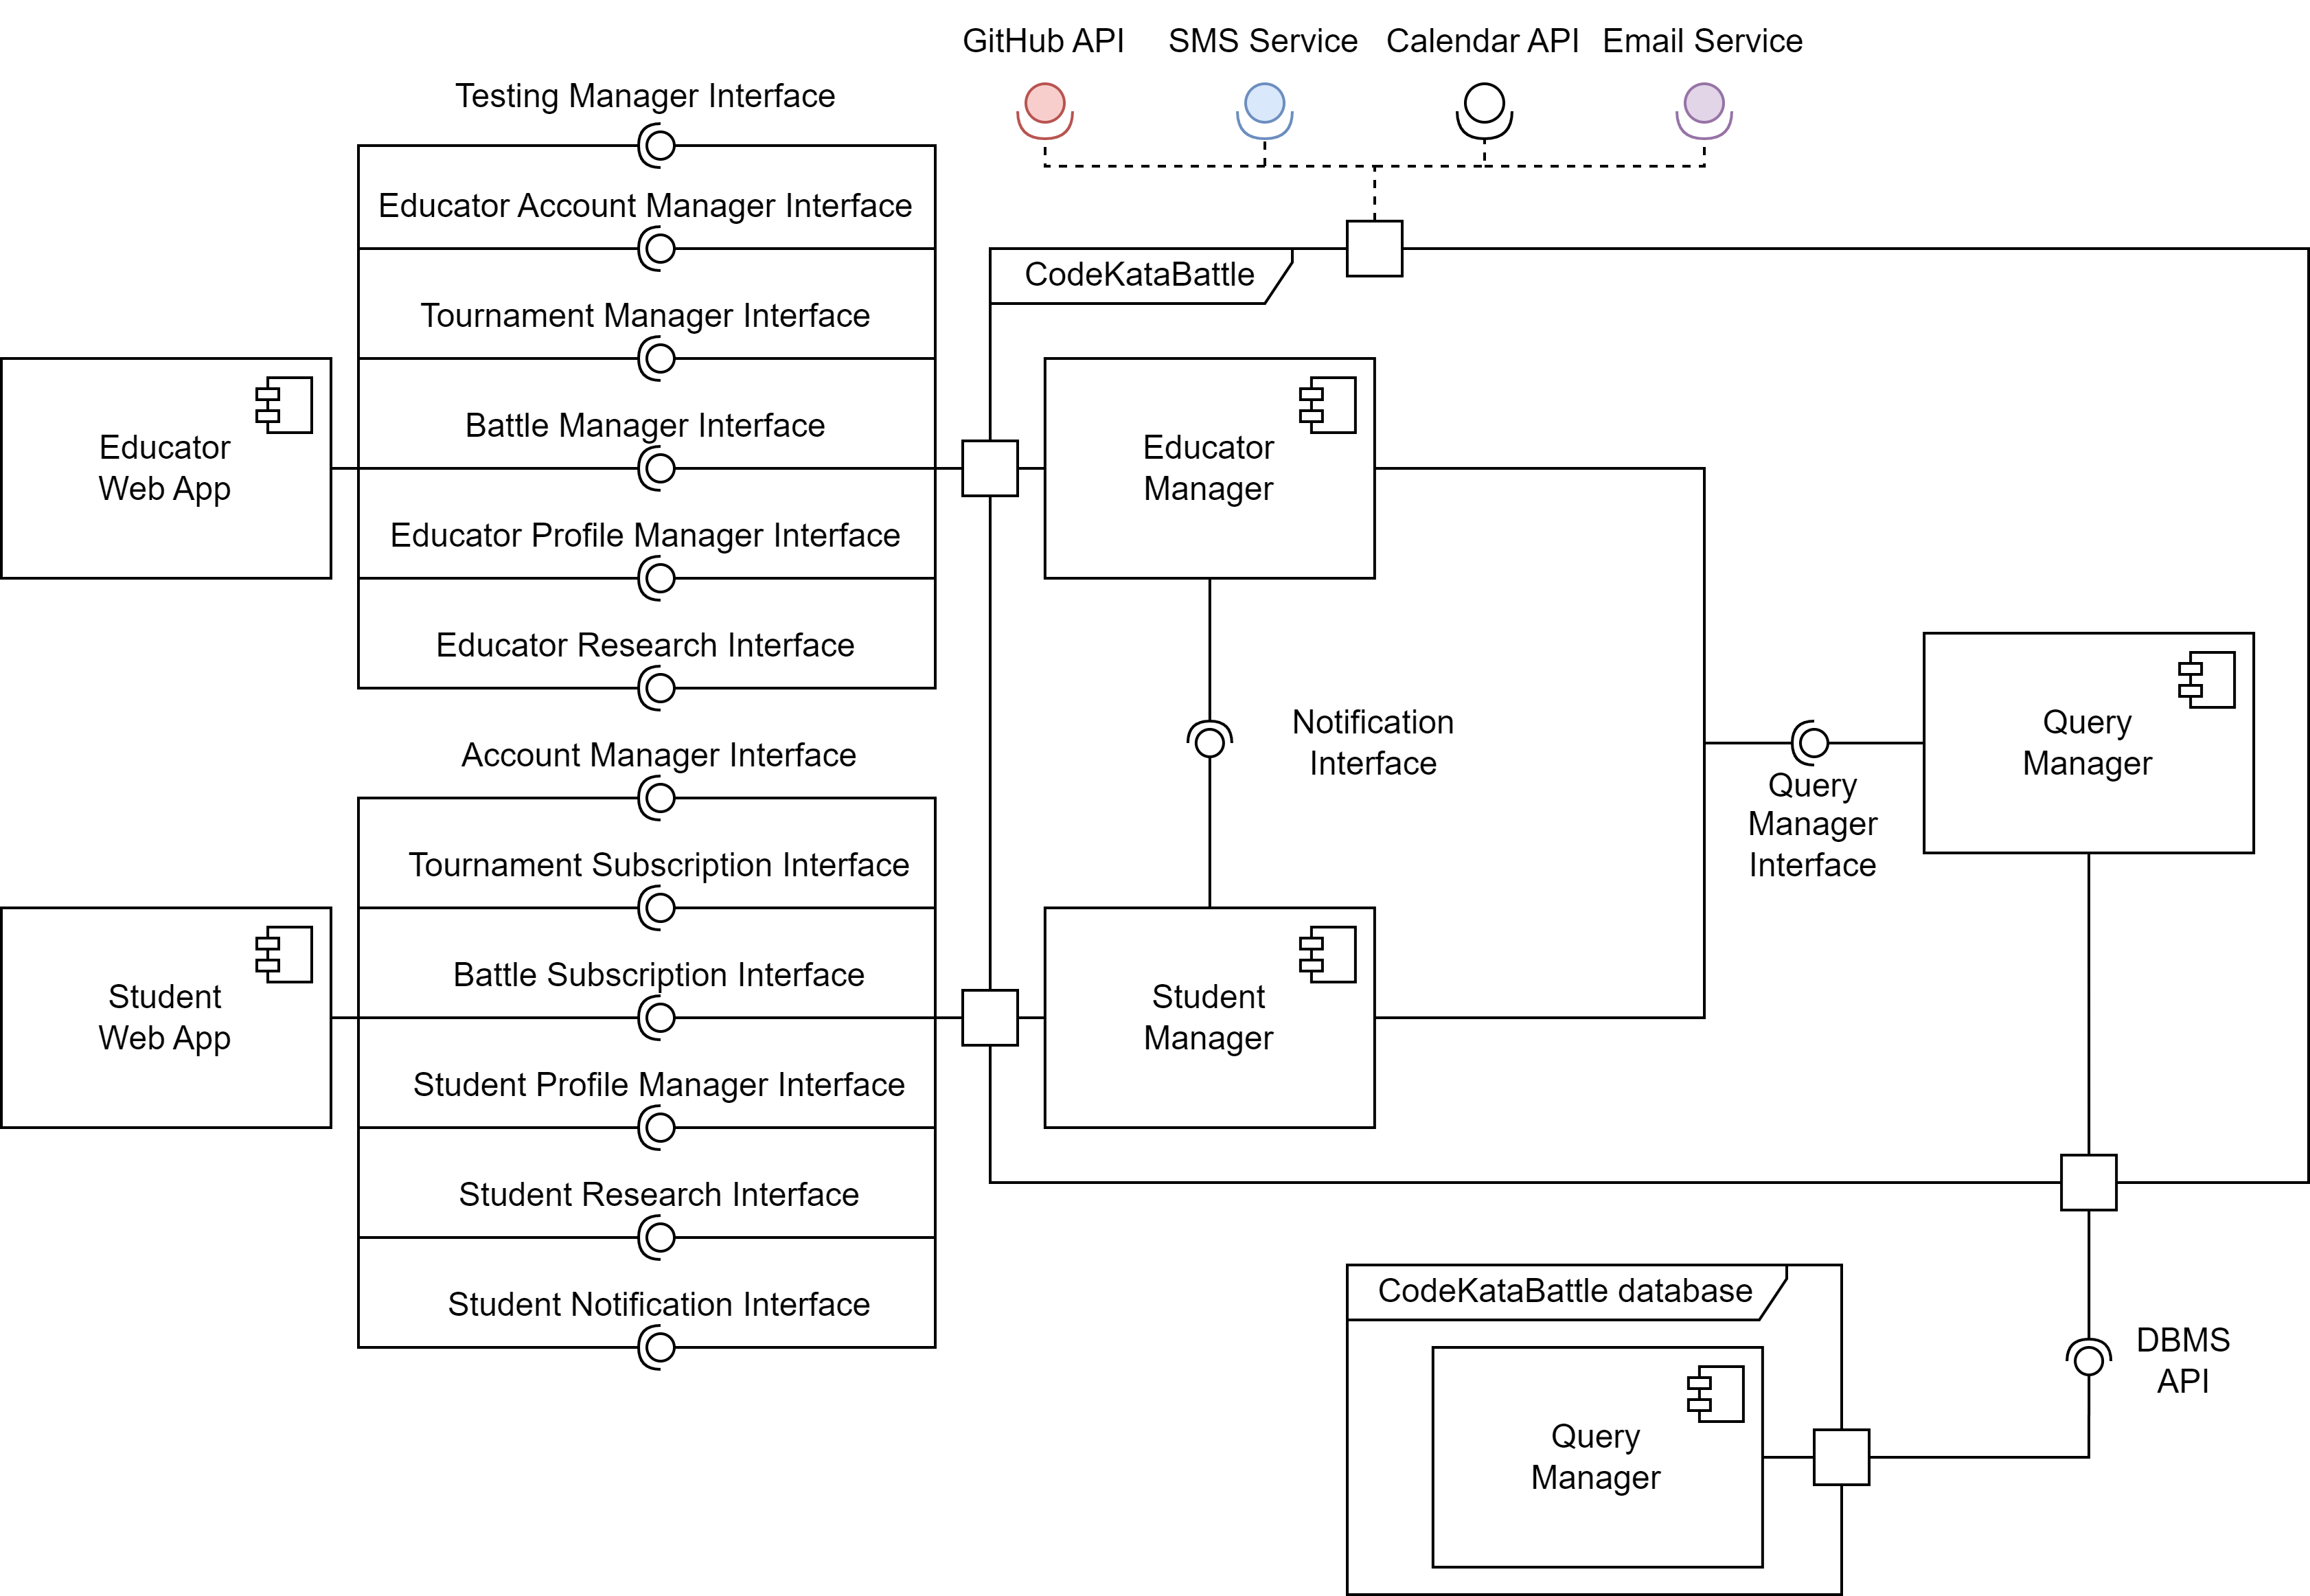 GitHub API
SMS Service
Calendar API
Email Service
Testing Manager Interface
Educator Account Manager Interface
CodeKataBattle
Tournament Manager Interface
Battle Manager Interface
Educator
Web App
Educator
Manager
Educator Profile Manager Interface
Educator Research Interface
Notification
Interface
Query
Manager
Account Manager Interface
Query
Manager
Interface
Tournament Subscription Interface
Battle Subscription Interface
Student
Web App
Student
Manager
Student Profile Manager Interface
Student Research Interface
Student Notification Interface
CodeKataBattle database
DBMS
API
Query
Manager